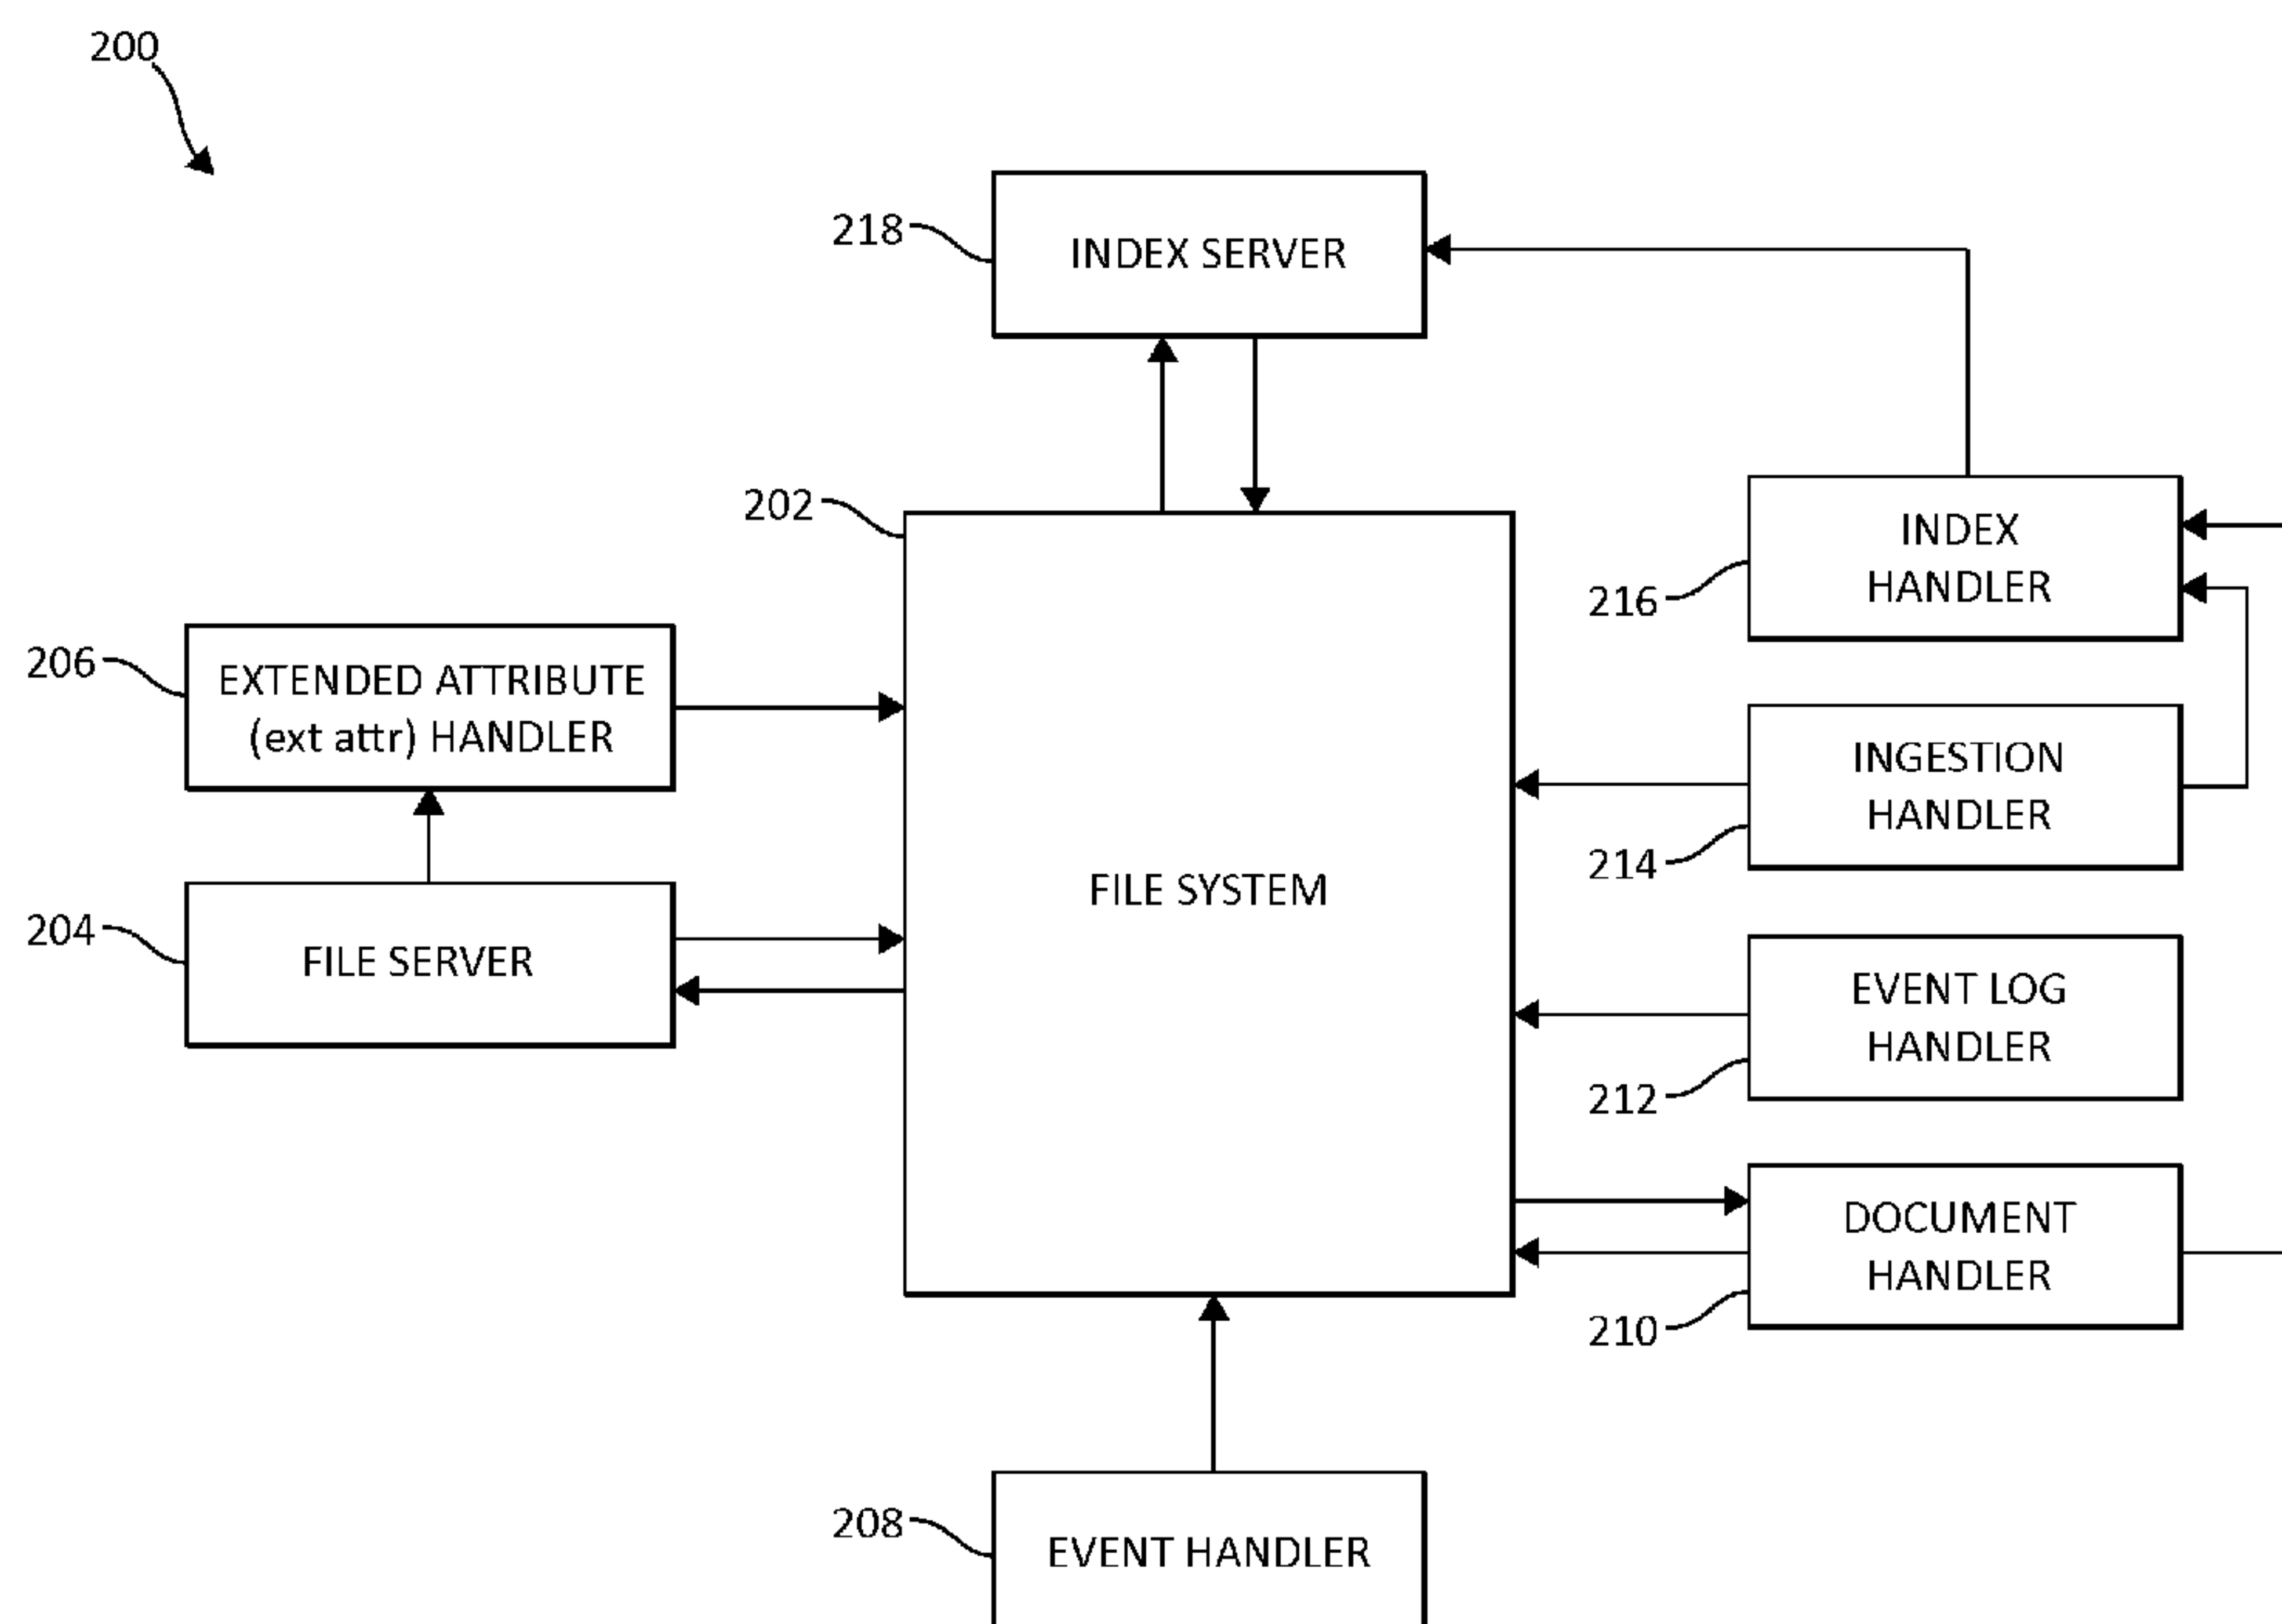 200
218
INDEX SERVER
202
INDEX
HANDLER
216
206
EXTENDED ATTRIBUTE
(ext attr) HANDLER
INGESTION
HANDLER
214
FILE SYSTEM
204
FILE SERVER
EVENT LOG
HANDLER
212
DOCUMENT
HANDLER
210
208
EVENT HANDLER